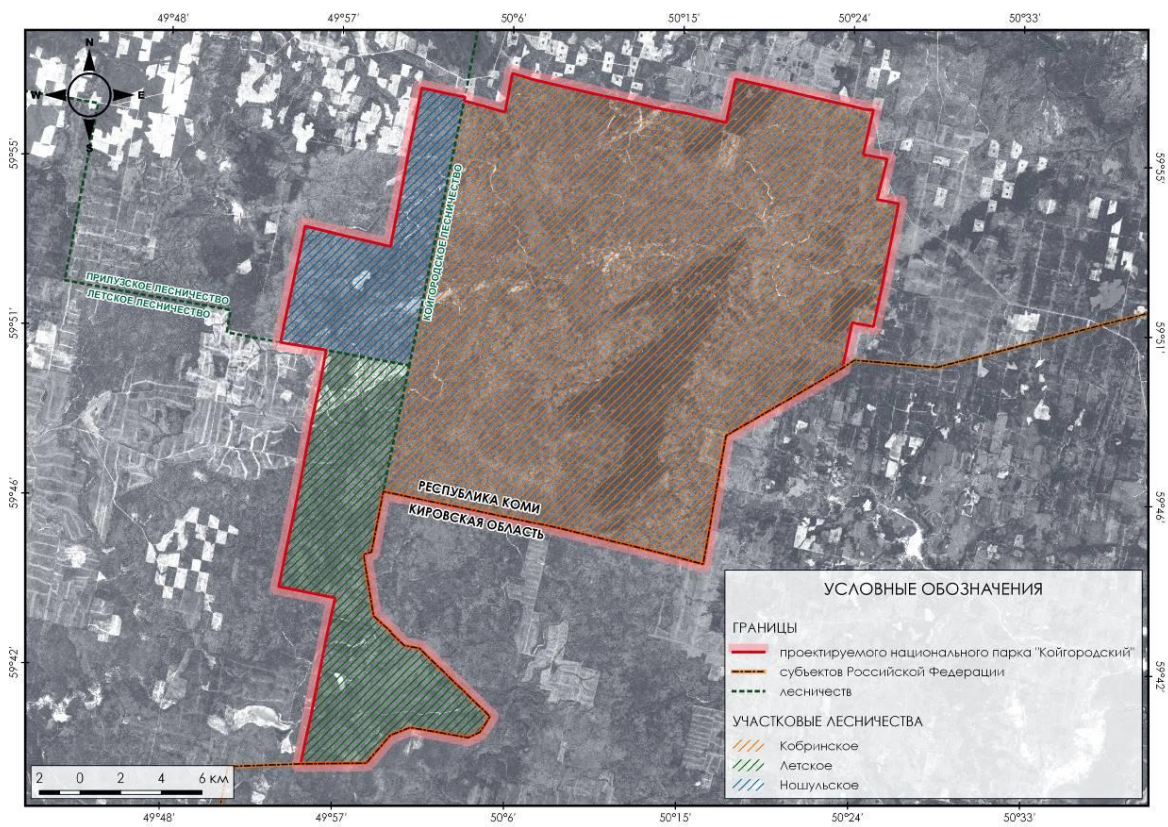 49°48' 49°57' 50°6' 50°15' 50°24' 50°33'
N
W E
S
59°55' 59°55'
КОЙГОРОДСКОЕ ЛЕСНИЧЕСТВО
ПРИЛУЗСКОЕ ЛЕСНИЧЕСТВО
ЛЕТСКОЕ ЛЕСНИЧЕСТВО
59°51' 59°51'
59°46' 59°46'
РЕСПУБЛИКА КОМИ
КИРОВСКАЯ ОБЛАСТЬ
59°42' 59°42'
УСЛОВНЫЕ ОБОЗНАЧЕНИЯ
ГРАНИЦЫ
проектируемого национального парка "Койгородский"
субъектов Российской Федерации
лесничеств
УЧАСТКОВЫЕ ЛЕСНИЧЕСТВА
Кобринское
Летское
Ношульское
2 0 2 4 6 км
49°48' 49°57' 50°6' 50°15' 50°24' 50°33'